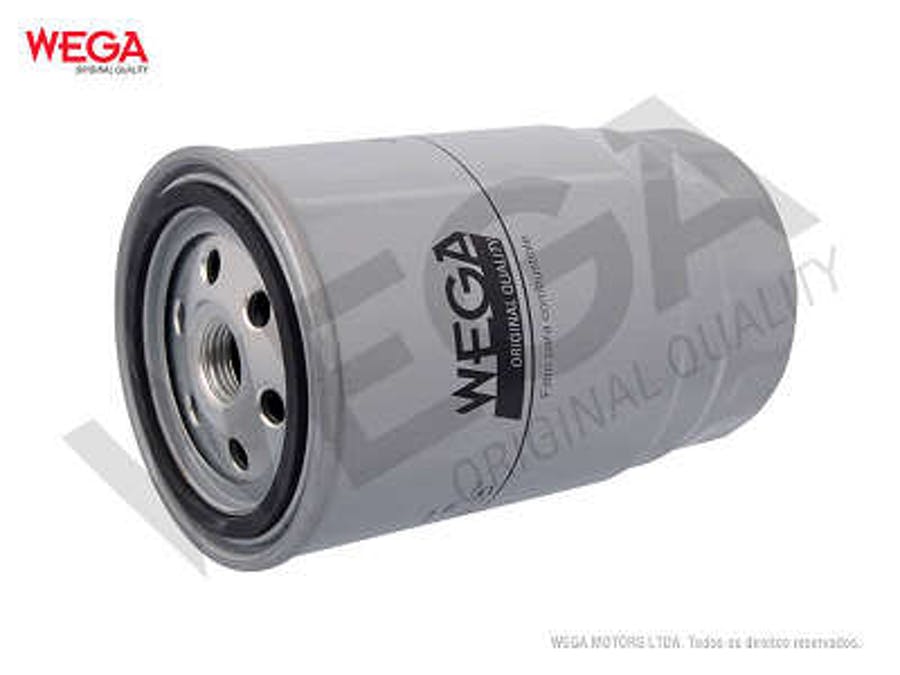 WEGA
ORIGINAL QUALITY
WEGA
ORIGINAL QUALITY
Filtro para combustível
WEGA
ORIGINAL QUALITY
WEGA MOTORS LTDA. Todos os direitos reservados.